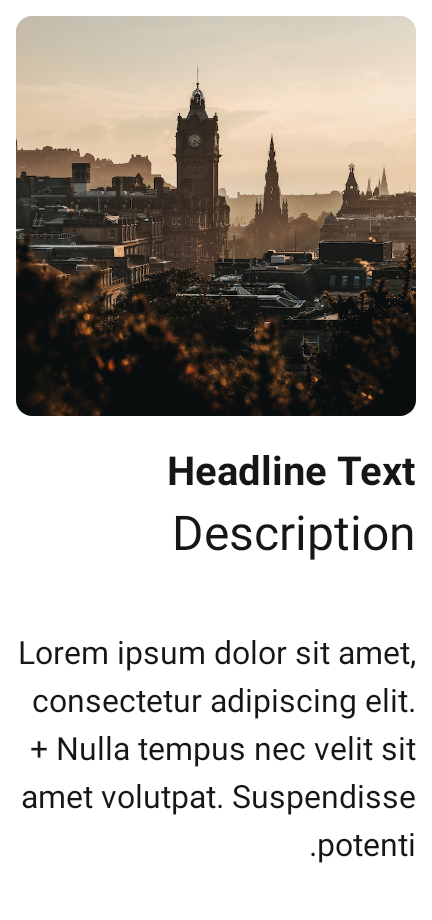 Headline Text
Description
Lorem ipsum dolor sit amet,
consectetur adipiscing elit.
+ Nulla tempus nec velit sit
amet volutpat. Suspendisse
.potenti